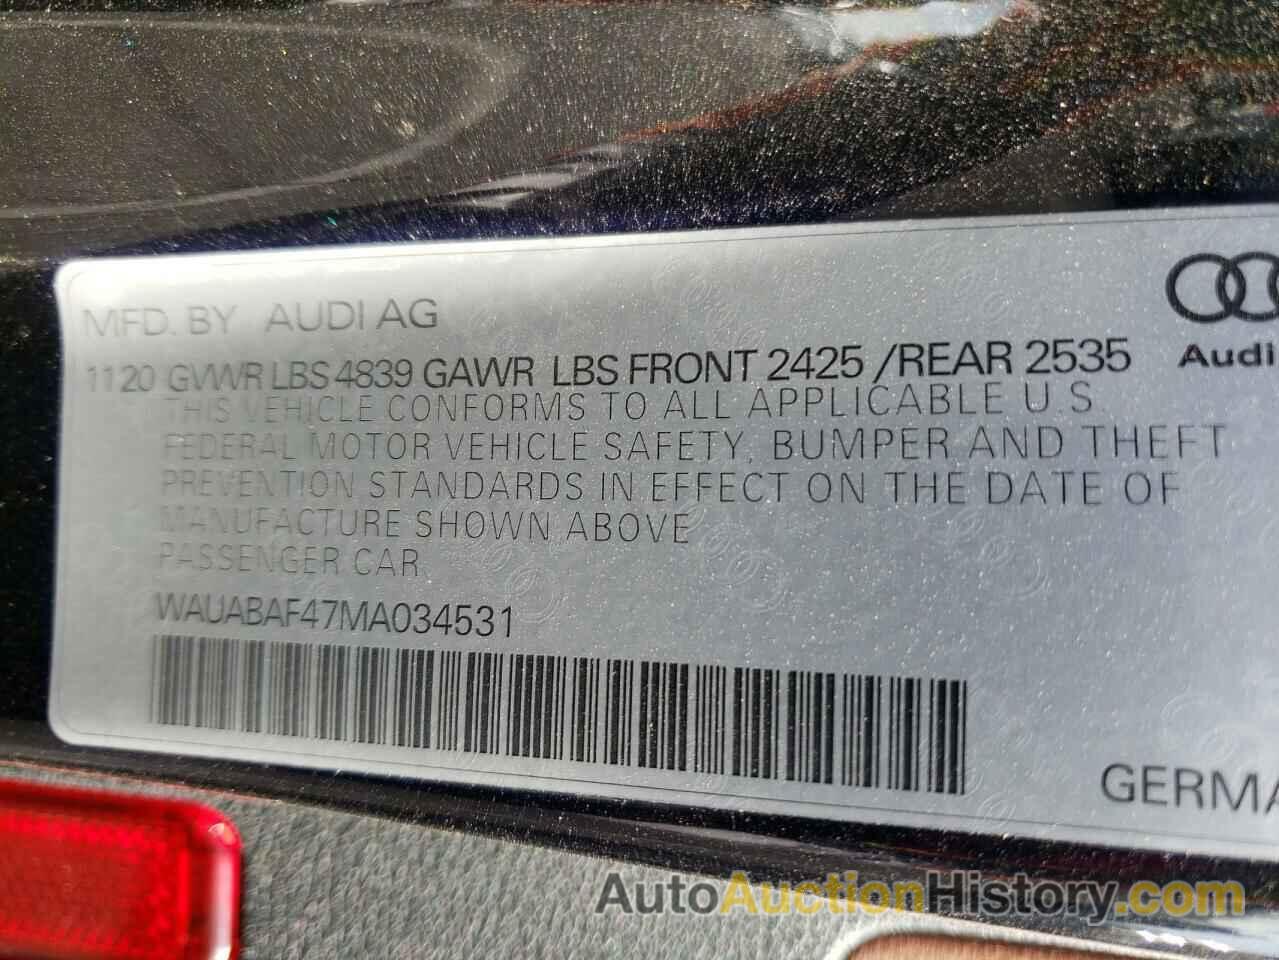 MFD. BY AUDI AG
1120 GVWR LBS 4839 GAWR LBS FRONT 2425 /REAR 2535
Audi
THIS VEHICLE CONFORMS TO ALL APPLICABLE U.S.
FEDERAL MOTOR VEHICLE SAFETY, BUMPER AND THEFT
PREVENTION STANDARDS IN EFFECT ON THE DATE OF
MANUFACTURE SHOWN ABOVE
PASSENGER CAR
WAUABAF47MA034531
GERMA
AutoAuctionHistory.com